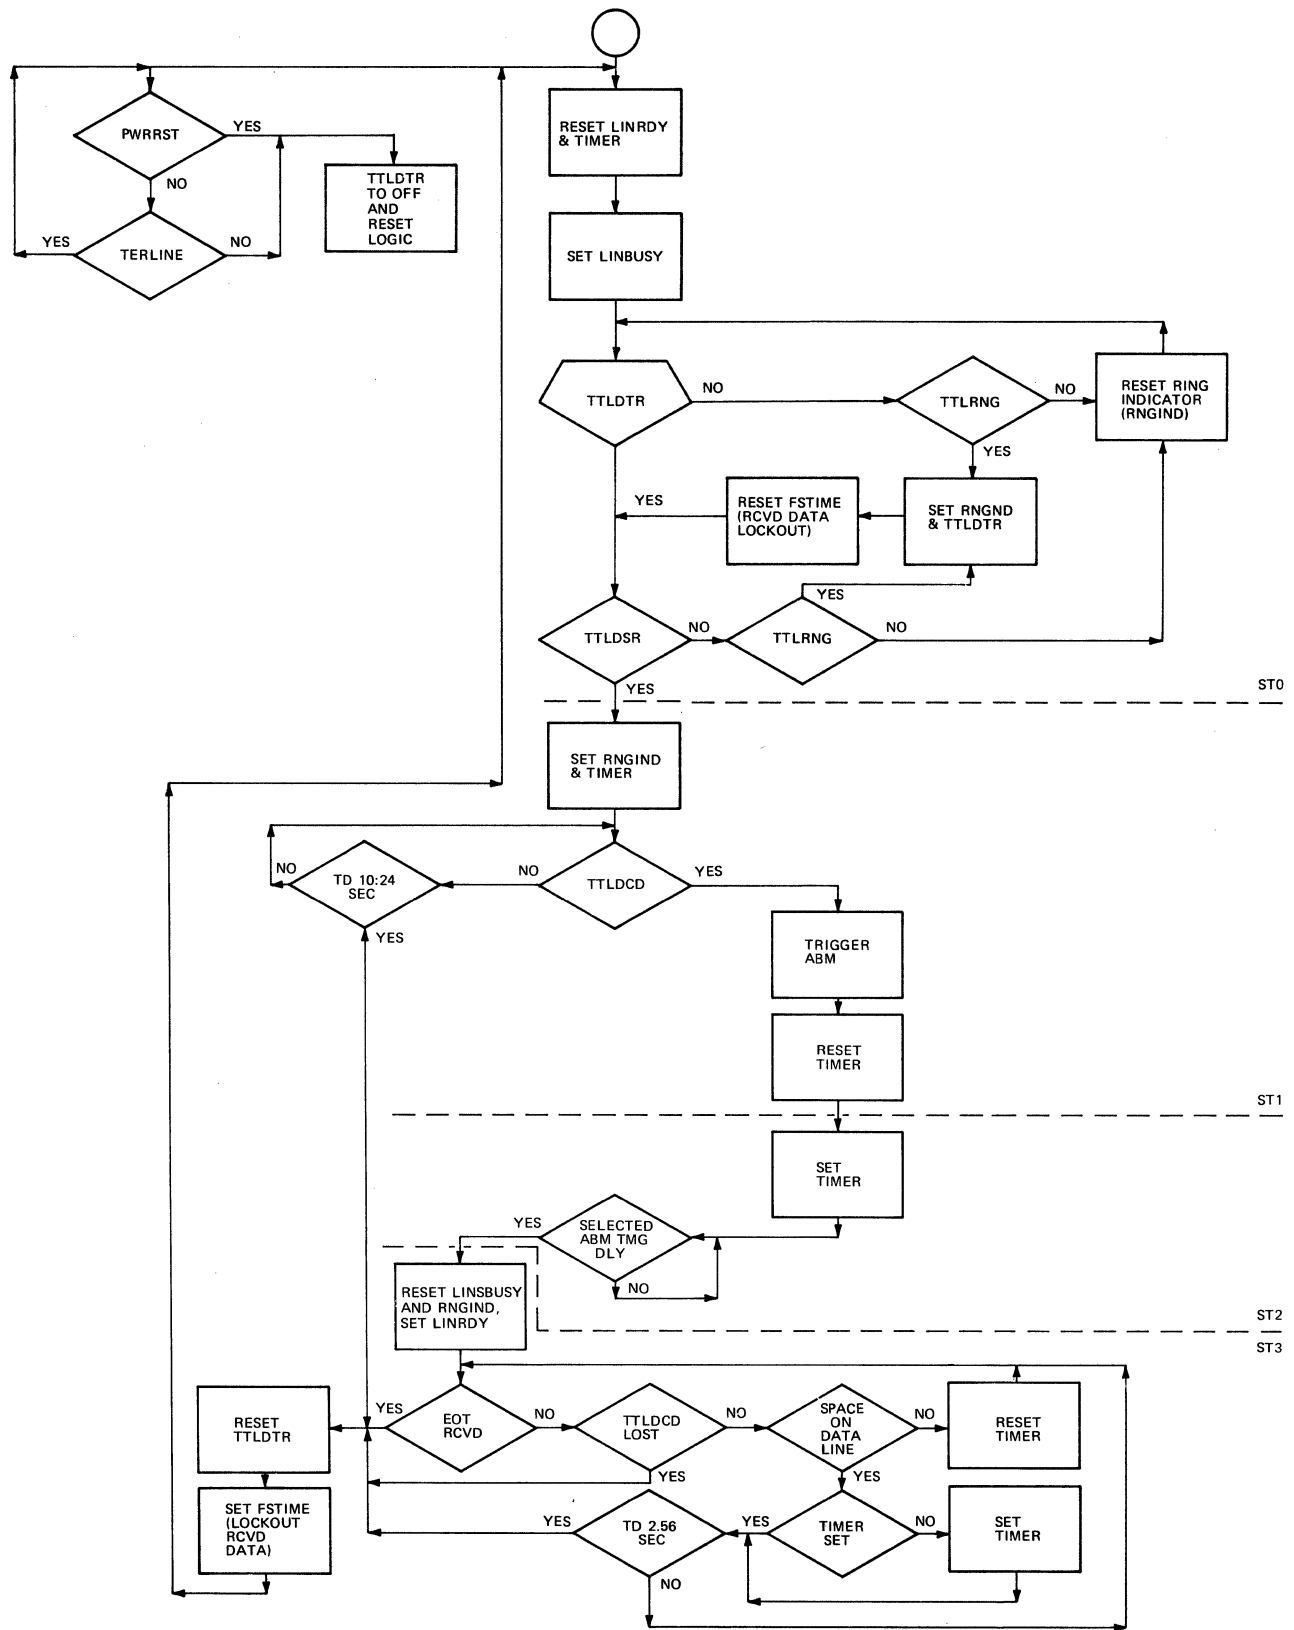 PWRRST
YES
NO
TERLINE
YES
NO
TTLDTR
TO OFF
AND
RESET
LOGIC
RESET LINRDY
& TIMER
SET LINBUSY
TTLDTR
NO
TTLRNG
NO
YES
RESET RING
INDICATOR
(RNGIND)
SET RNGND
& TTLDTR
RESET FSTIME
(RCVD DATA
LOCKOUT)
YES
TTLDSR
NO
TTLRNG
YES
NO
YES
ST0
SET RNGIND
& TIMER
TTLDCD
NO
YES
TD 10:24
SEC
NO
YES
TRIGGER
ABM
RESET
TIMER
ST1
SET
TIMER
SELECTED
ABM TMG
DLY
YES
NO
RESET LINSBUSY
AND RNGIND,
SET LINRDY
ST2
ST3
EOT
RCVD
YES
NO
TTLDCD
LOST
NO
YES
SPACE
ON
DATA
LINE
NO
YES
RESET
TIMER
RESET
TTLDTR
SET FSTIME
(LOCKOUT
RCVD
DATA)
TIMER
SET
YES
NO
SET
TIMER
TD 2.56
SEC
YES
NO